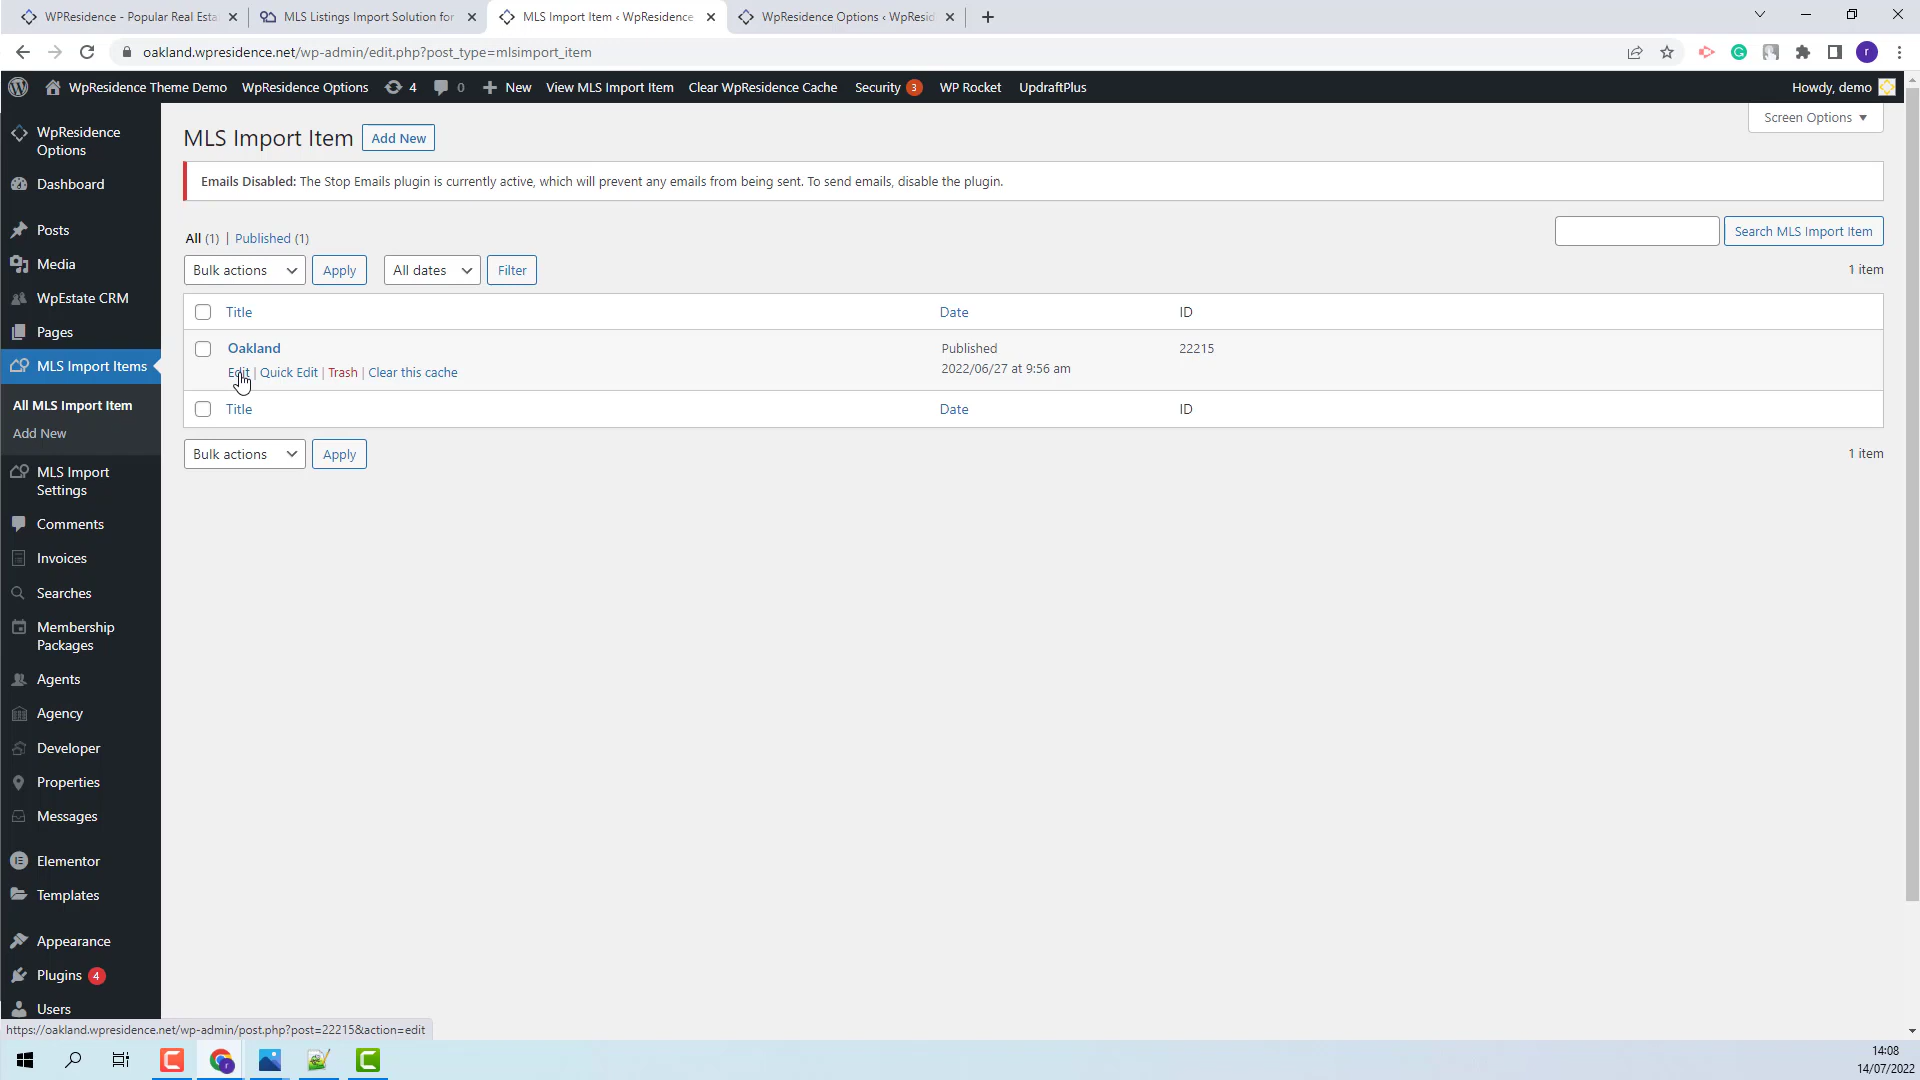 WPResidence - Popular Real Esta
MLS Listings Import Solution for
MLS Import Item ‹ WpResidence
WPResidence Options ‹ WpResid
oakland.wpresidence.net/wp-admin/edit.php?post_type=mlsimport_item
r
WpResidence Theme Demo
WpResidence Options
4
0
New
View MLS Import Item
Clear WpResidence Cache
Security 3
WP Rocket
UpdraftPlus
Howdy, demo
WpResidence
Options
Dashboard
Posts
Media
WpEstate CRM
Pages
MLS Import Items
All MLS Import Item
Add New
MLS Import
Settings
Comments
Invoices
Searches
Membership
Packages
Agents
Agency
Developer
Properties
Messages
Elementor
Templates
Appearance
Plugins 4
Users
Screen Options
MLS Import Item Add New
Emails Disabled: The Stop Emails plugin is currently active, which will prevent any emails from being sent. To send emails, disable the plugin.
All (1) | Published (1)
Search MLS Import Item
Bulk actions Apply All dates Filter 1 item
Title Date ID
Oakland Published 22215
Edit | Quick Edit | Trash | Clear this cache 2022/06/27 at 9:56 am
Title Date ID
Bulk actions Apply 1 item
https://oakland.wpresidence.net/wp-admin/post.php?post=22215&action=edit
14:08
14/07/2022